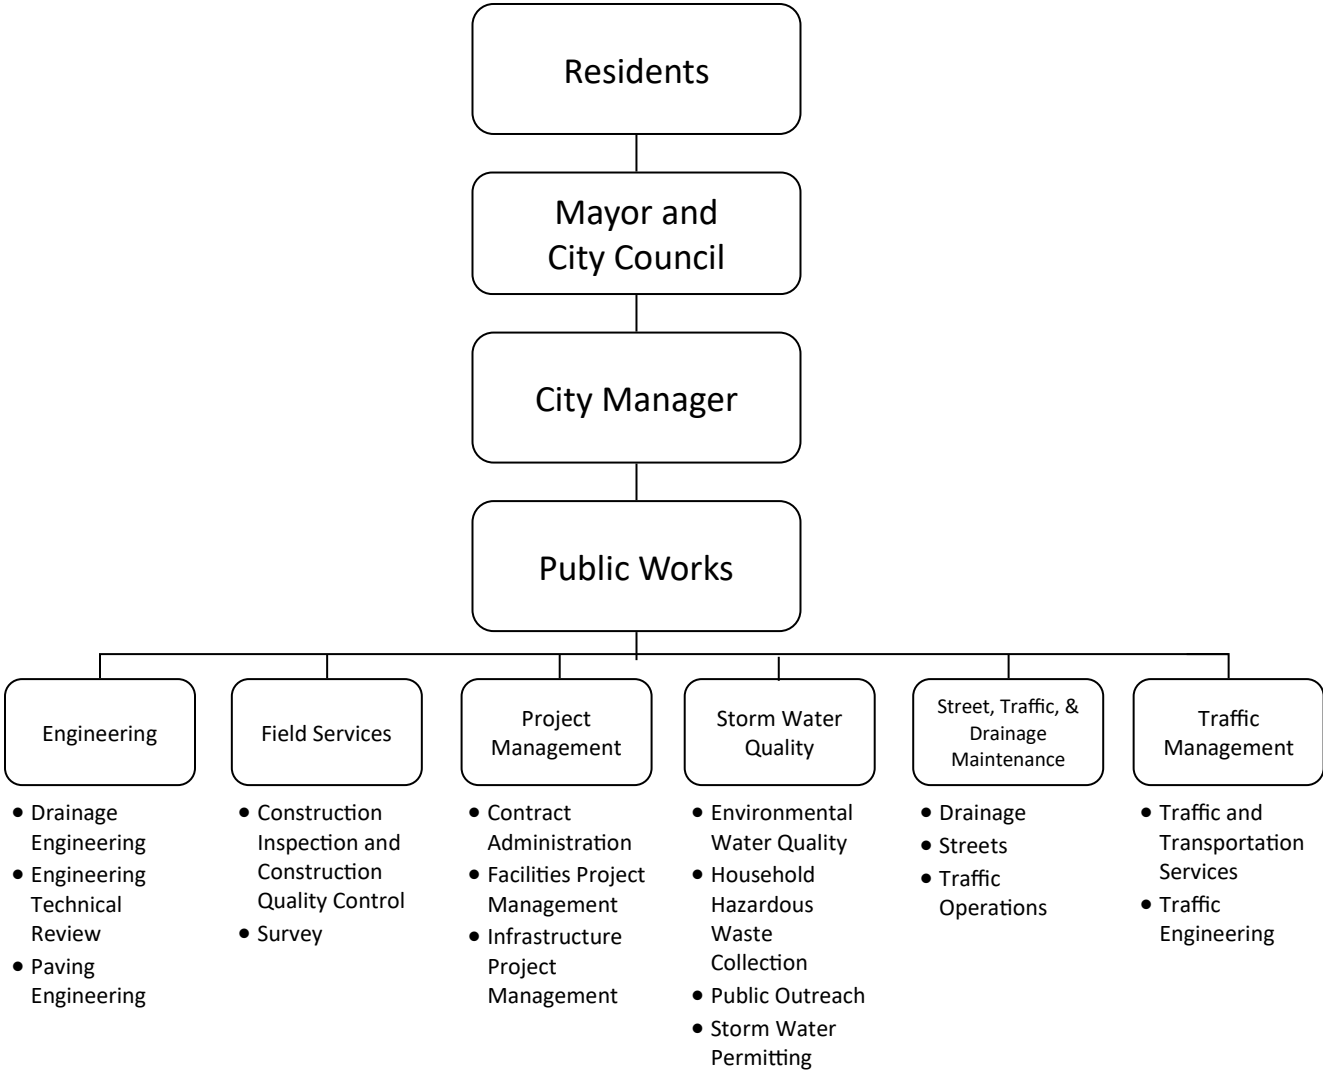 Residents
Mayor and
City Council
City Manager
Public Works
Engineering
• Drainage
Engineering
• Engineering
Technical
Review
• Paving
Engineering
Field Services
• Construction
Inspection and
Construction
Quality Control
• Survey
Project
Management
• Contract
Administration
• Facilities Project
Management
• Infrastructure
Project
Management
Storm Water
Quality
• Environmental
Water Quality
• Household
Hazardous
Waste
Collection
• Public Outreach
• Storm Water
Permitting
Street, Traffic, &
Drainage
Maintenance
• Drainage
• Streets
• Traffic
Operations
Traffic
Management
• Traffic and
Transportation
Services
• Traffic
Engineering